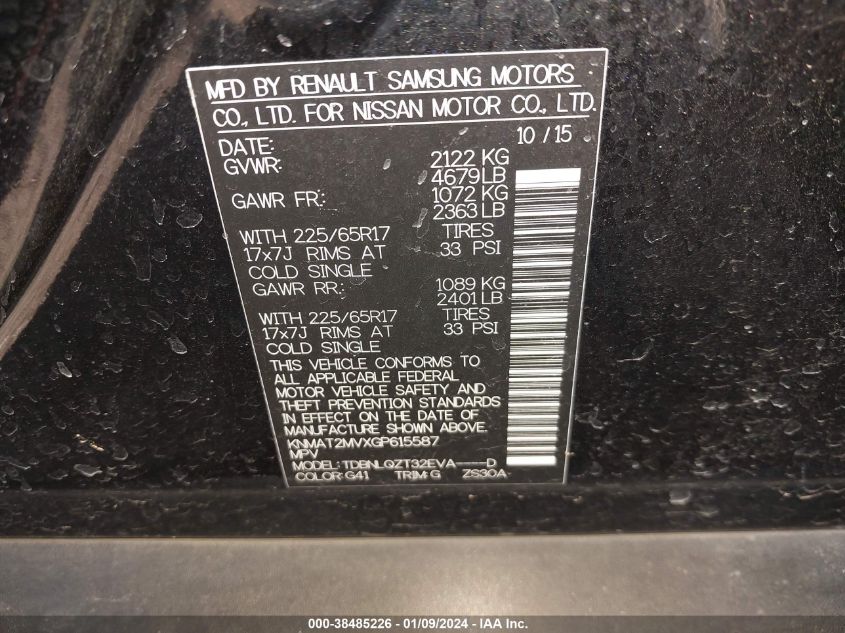 MFD BY RENAULT SAMSUNG MOTORS
CO., LTD. FOR NISSAN MOTOR CO., LTD.
DATE: 10 / 15
GVWR: 2122 KG
4679 LB
GAWR FR.: 1072 KG
2363 LB
WITH 225/65R17 TIRES
17x7J RIMS AT 33 PSI
COLD SINGLE
GAWR RR.: 1089 KG
2401 LB
WITH 225/65R17 TIRES
17x7J RIMS AT 33 PSI
COLD SINGLE
THIS VEHICLE CONFORMS TO
ALL APPLICABLE FEDERAL
MOTOR VEHICLE SAFETY AND
THEFT PREVENTION STANDARDS
IN EFFECT ON THE DATE OF
MANUFACTURE SHOWN ABOVE.
KNMAT2MVXGP615587
MPV
MODEL: TDBNLQZT32EVA----D
COLOR: G41 TRIM: G ZS30A
000-38485226 - 01/09/2024 - IAA Inc.